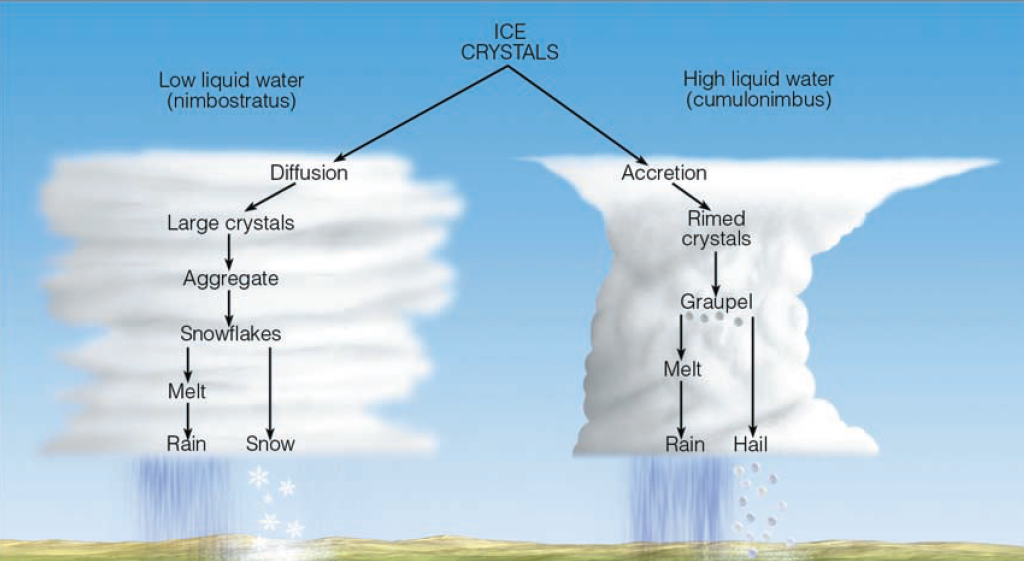 ICE
CRYSTALS
Low liquid water
(nimbostratus)
High liquid water
(cumulonimbus)
Diffusion
Large crystals
Aggregate
Snowflakes
Melt
Rain
Snow
Accretion
Rimed
crystals
Graupel
Melt
Rain
Hail